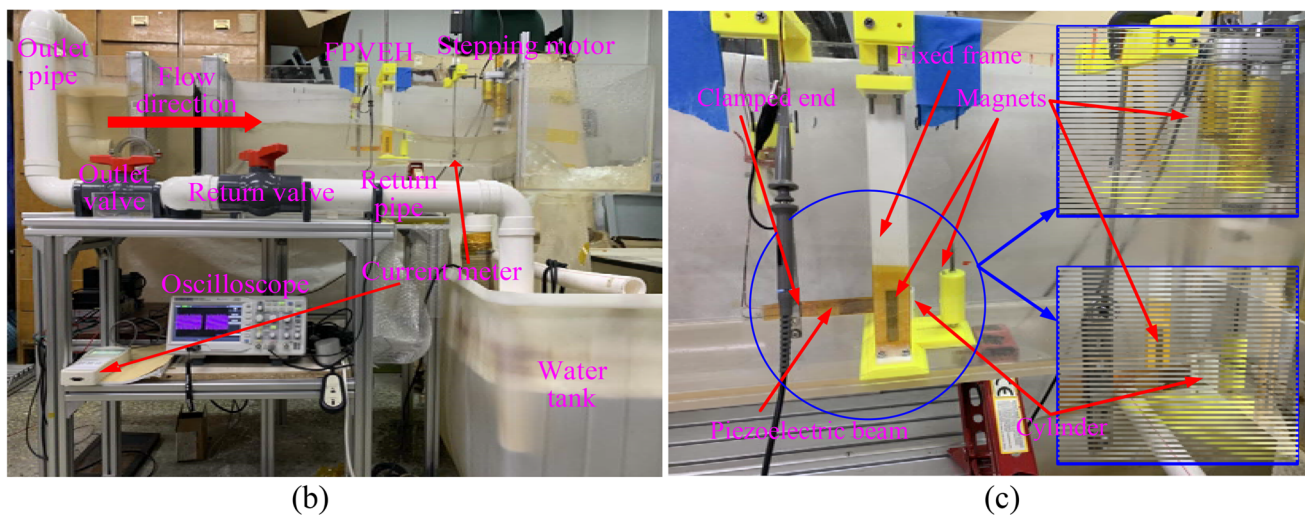 Outlet
pipe
Flow
direction
FPVEH
Stepping motor
Outlet
valve
Return valve
Return
pipe
Current meter
Oscilloscope
Water
tank
(b)
Fixed frame
Clamped end
Magnets
Piezoelectric beam
Cylinder
(c)